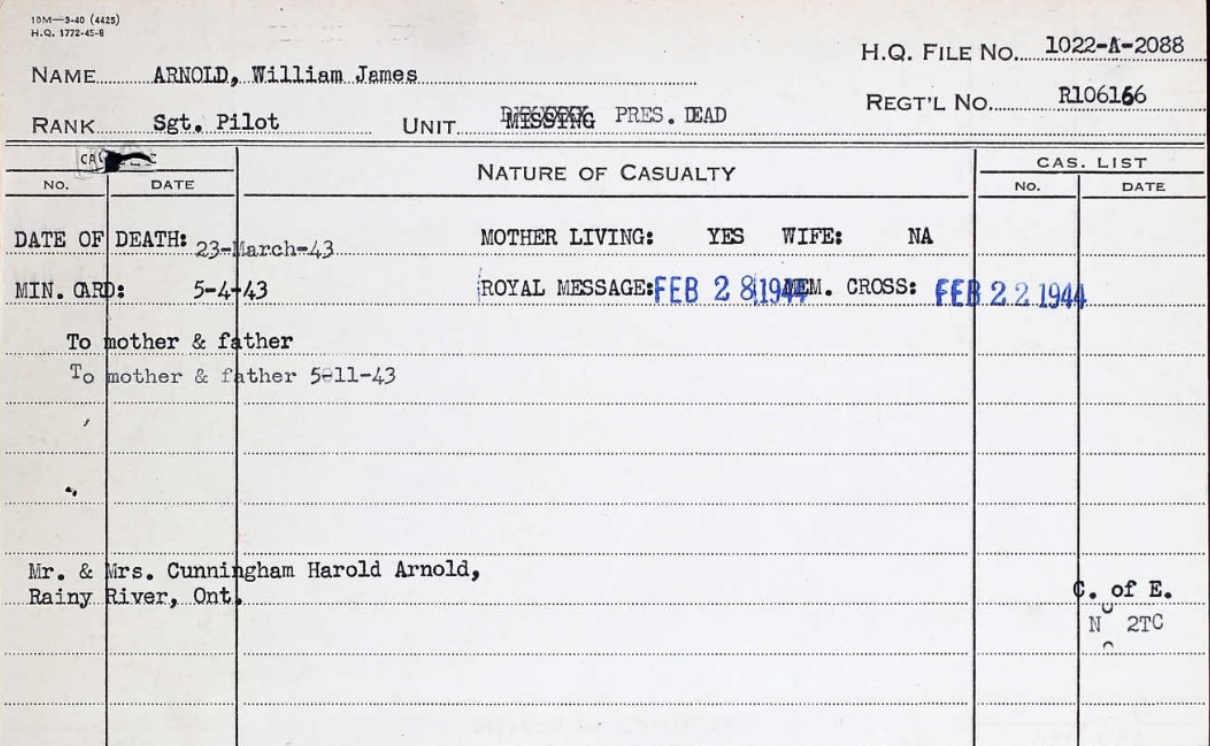 10M—3-40 (4425)
H.Q. 1772-45-8
H.Q. FILE NO. 1022-A-2088
NAME ARNOLD, William James
REGT'L NO. R106166
RANK Sgt. Pilot UNIT MISSING PRES. DEAD
NATURE OF CASUALTY
CAS. LIST
NO. DATE NO. DATE
DATE OF DEATH: 23-March-43 MOTHER LIVING: YES WIFE: NA
MIN. CARD: 5-4-43 ROYAL MESSAGE: FEB 28 1944 MEM. CROSS: FEB 22 1944
To mother & father
To mother & father 5-11-43
Mr. & Mrs. Cunningham Harold Arnold,
Rainy River, Ont.
C. of E.
N 2TC